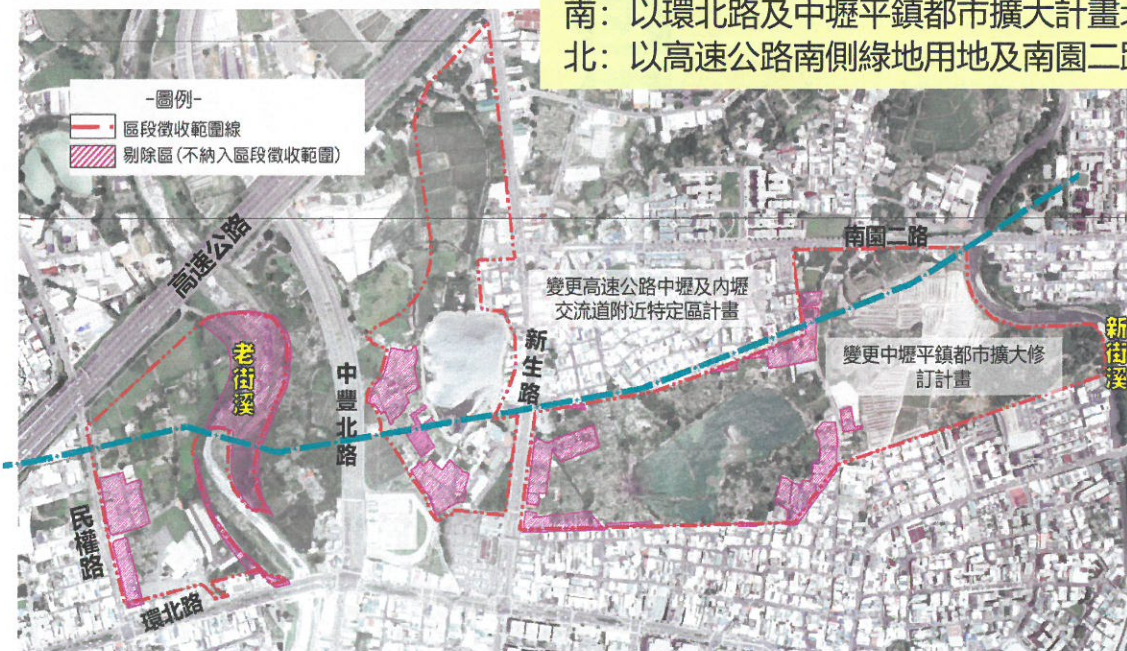 南：以環北路及中壢平鎮都市擴大計畫
北：以高速公路南側綠地用地及南園二路
-圖例-
區段徵收範圍線
剔除區(不納入區段徵收範圍)
高速公路
南園二路
變更高速公路中壢及內壢
交流道附近特定區計畫
新生路
老街溪
中豐北路
變更中壢平鎮都市擴大修
訂計畫
新街溪
民權路
環北路